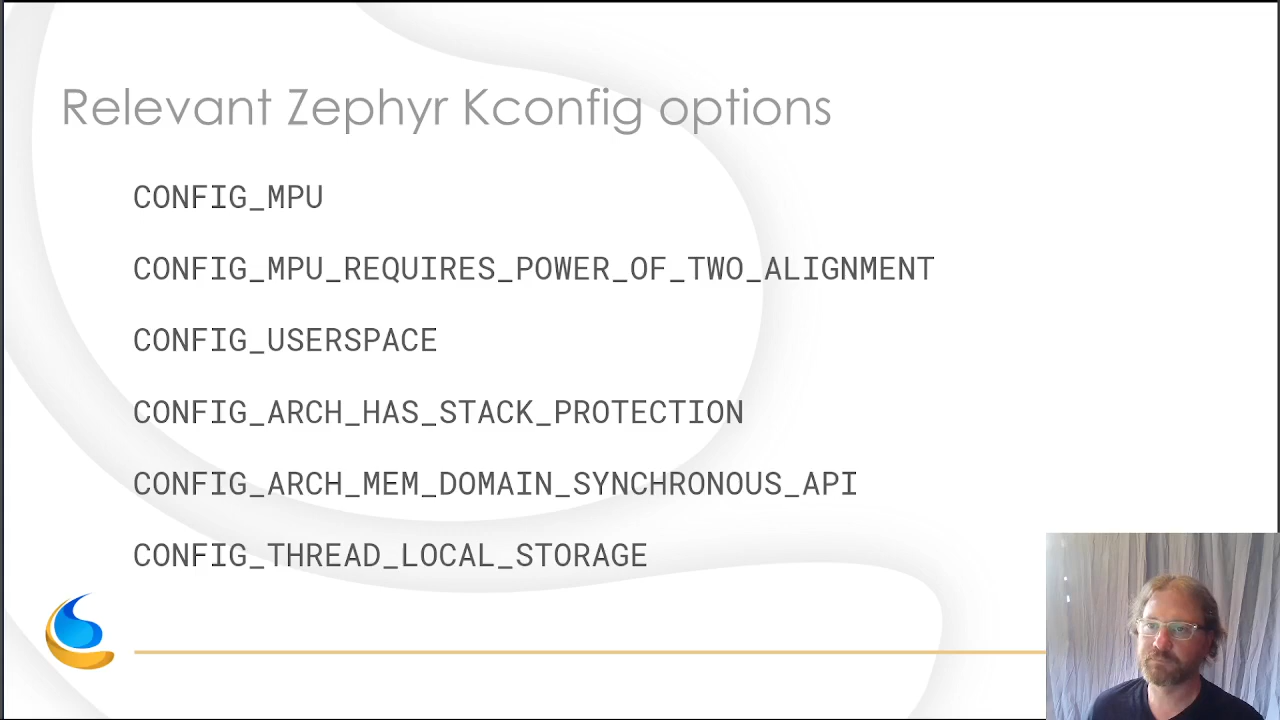 Relevant Zephyr Kconfig options
CONFIG_MPU
CONFIG_MPU_REQUIRES_POWER_OF_TWO_ALIGNMENT
CONFIG_USERSPACE
CONFIG_ARCH_HAS_STACK_PROTECTION
CONFIG_ARCH_MEM_DOMAIN_SYNCHRONOUS_API
CONFIG_THREAD_LOCAL_STORAGE